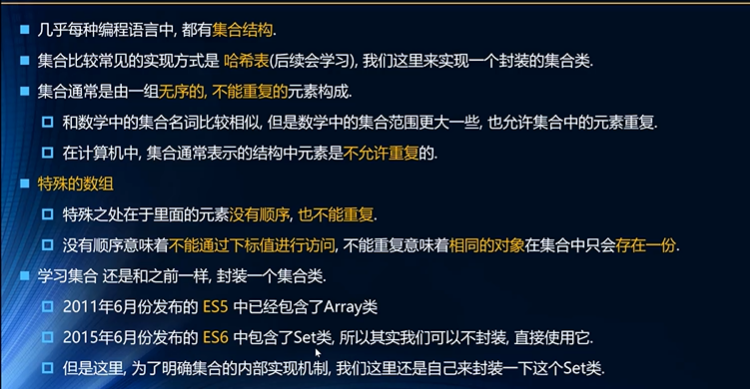 几乎每种编程语言中, 都有集合结构.
集合比较常见的实现方式是 哈希表(后续会学习), 我们这里来实现一个封装的集合类.
集合通常是由一组无序的, 不能重复的元素构成.
和数学中的集合名词比较相似, 但是数学中的集合范围更大一些, 也允许集合中的元素重复.
在计算机中, 集合通常表示的结构中元素是不允许重复的.
特殊的数组
特殊之处在于里面的元素没有顺序, 也不能重复.
没有顺序意味着不能通过下标值进行访问, 不能重复意味着相同的对象在集合中只会存在一份.
学习集合 还是和之前一样, 封装一个集合类.
2011年6月份发布的 ES5 中已经包含了Array类
2015年6月份发布的 ES6 中包含了Set类, 所以其实我们可以不封装, 直接使用它.
但是这里, 为了明确集合的内部实现机制, 我们这里还是自己来封装一下这个Set类.